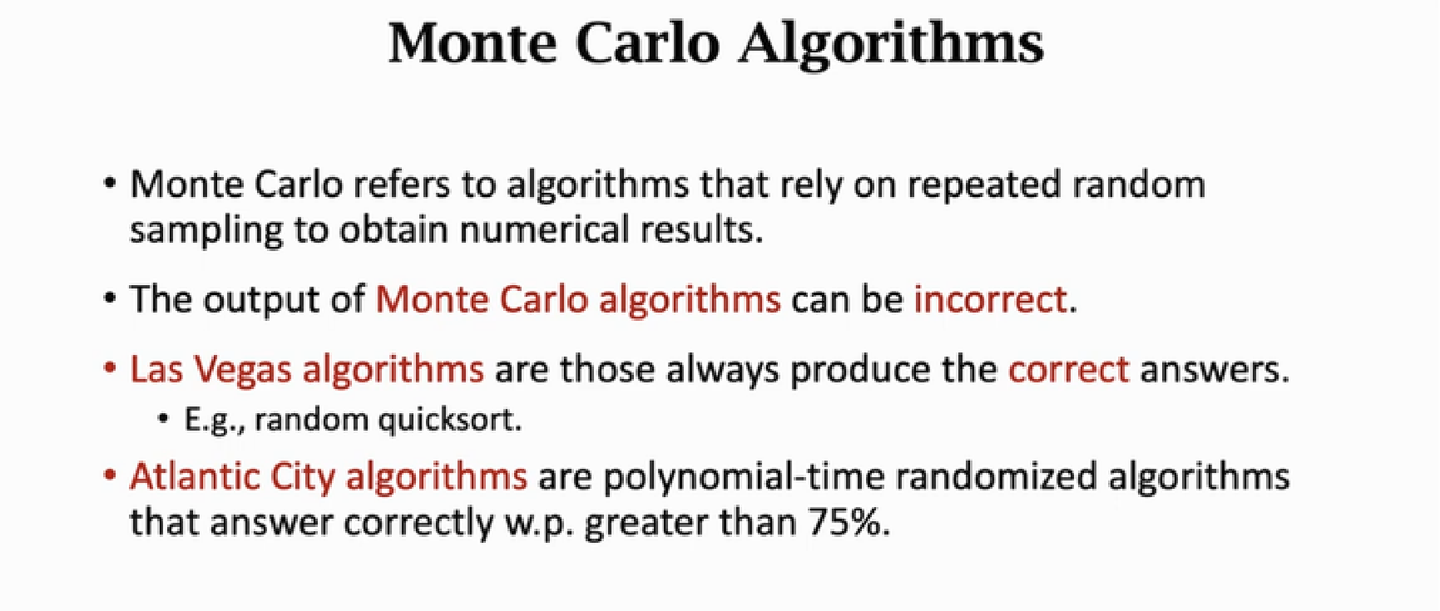 Monte Carlo Algorithms
• Monte Carlo refers to algorithms that rely on repeated random
sampling to obtain numerical results.
• The output of Monte Carlo algorithms can be incorrect.
• Las Vegas algorithms are those always produce the correct answers.
• E.g., random quicksort.
• Atlantic City algorithms are polynomial-time randomized algorithms
that answer correctly w.p. greater than 75%.